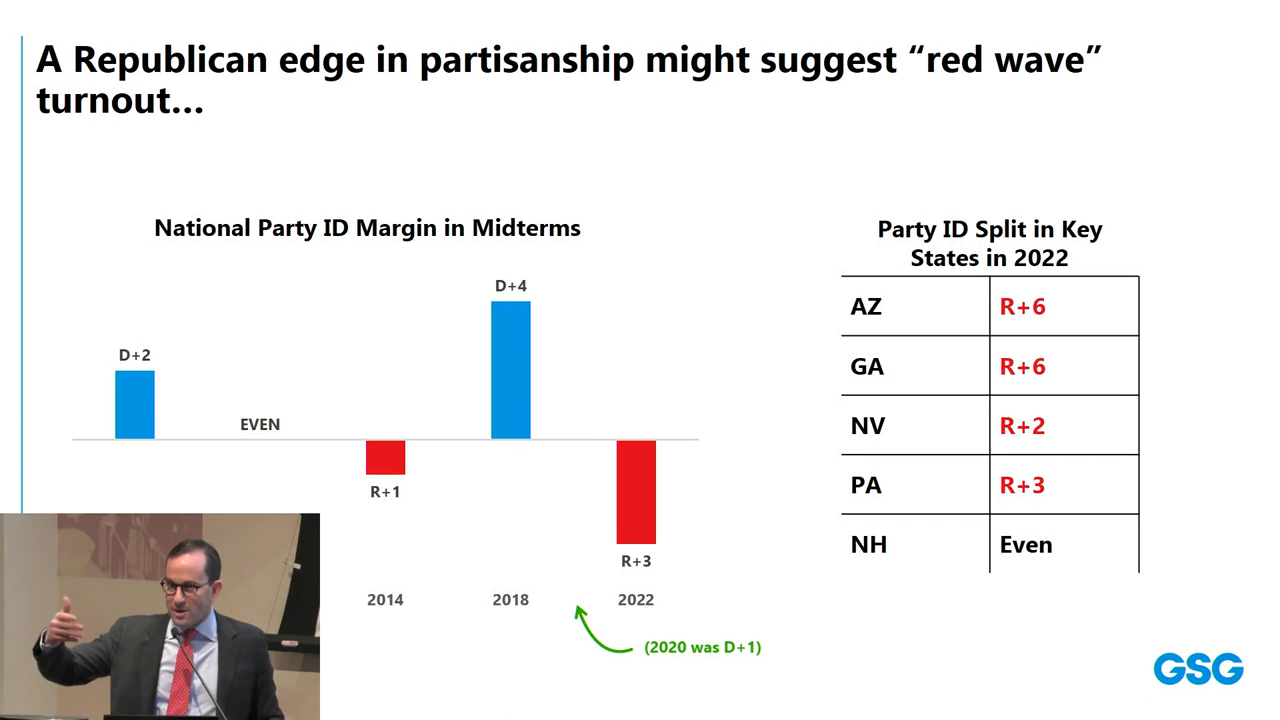 A Republican edge in partisanship might suggest “red wave”
turnout...
National Party ID Margin in Midterms
D+2
EVEN
R+1
D+4
R+3
2014
2018
2022
(2020 was D+1)
Party ID Split in Key
States in 2022
AZ R+6
GA R+6
NV R+2
PA R+3
NH Even
GSG